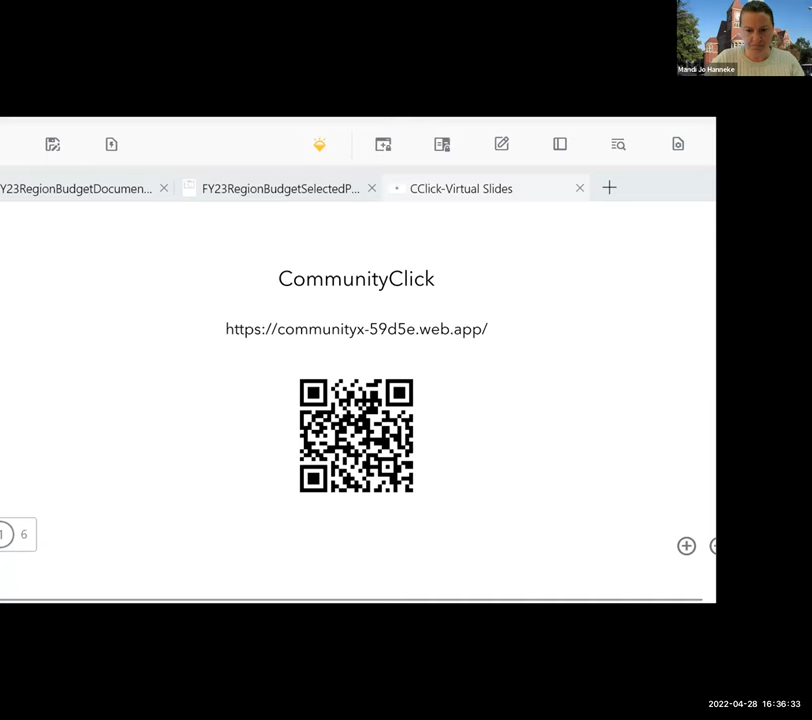 Mandi Jo Hanneke
Y23RegionBudgetDocumen...
FY23RegionBudgetSelectedP...
CClick-Virtual Slides
CommunityClick
https://communityx-59d5e.web.app/
6
2022-04-28 16:36:33